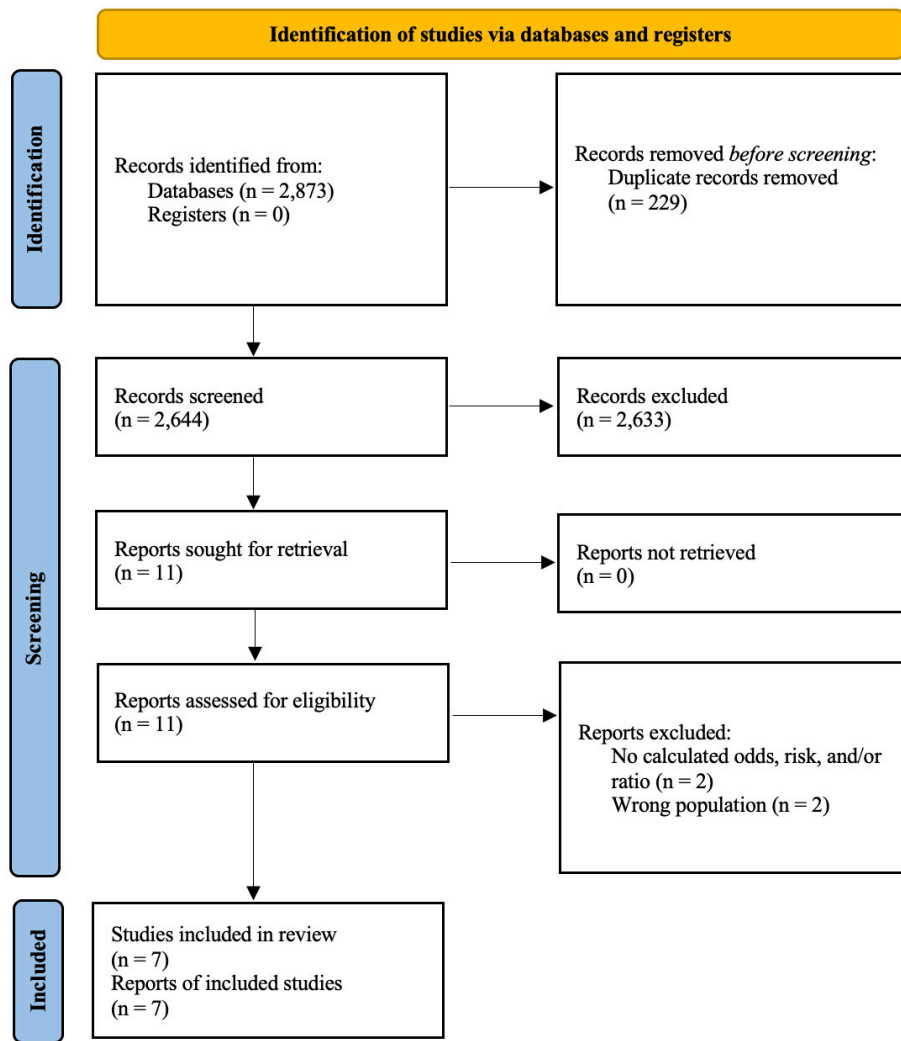 Identification of studies via databases and registers
Identification
Records identified from:
Databases (n = 2,873)
Registers (n = 0)
Records removed before screening:
Duplicate records removed
(n = 229)
Screening
Records screened
(n = 2,644)
Records excluded
(n = 2,633)
Reports sought for retrieval
(n = 11)
Reports not retrieved
(n = 0)
Reports assessed for eligibility
(n = 11)
Reports excluded:
No calculated odds, risk, and/or
ratio (n = 2)
Wrong population (n = 2)
Included
Studies included in review
(n = 7)
Reports of included studies
(n = 7)